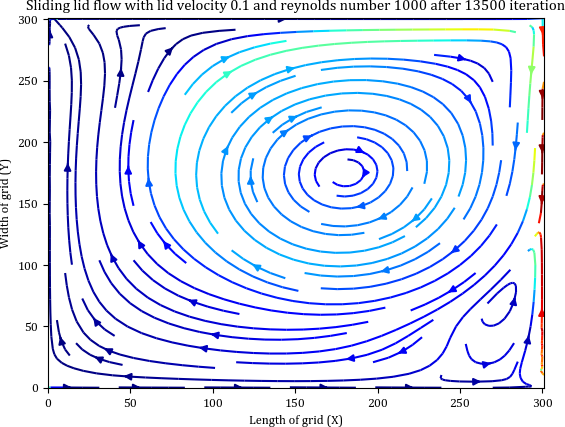 Sliding lid flow with lid velocity 0.1 and reynolds number 1000 after 13500 iteration
300
250
200
150
100
50
0
Width of grid (Y)
0 50 100 150 200 250 300
Length of grid (X)